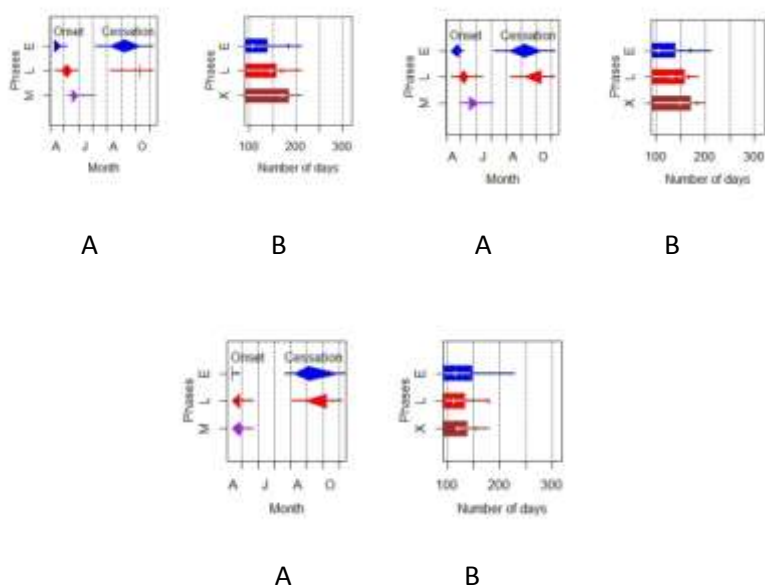 Onset Cessation
Phases
E
L
M
A J A O
Month
Phases
E
L
X
100 200 300
Number of days
Onset Cessation
Phases
E
L
M
A J A O
Month
Phases
E
L
X
100 200 300
Number of days
A B A B
Onset Cessation
Phases
E
L
M
A J A O
Month
Phases
E
L
X
100 200 300
Number of days
A B